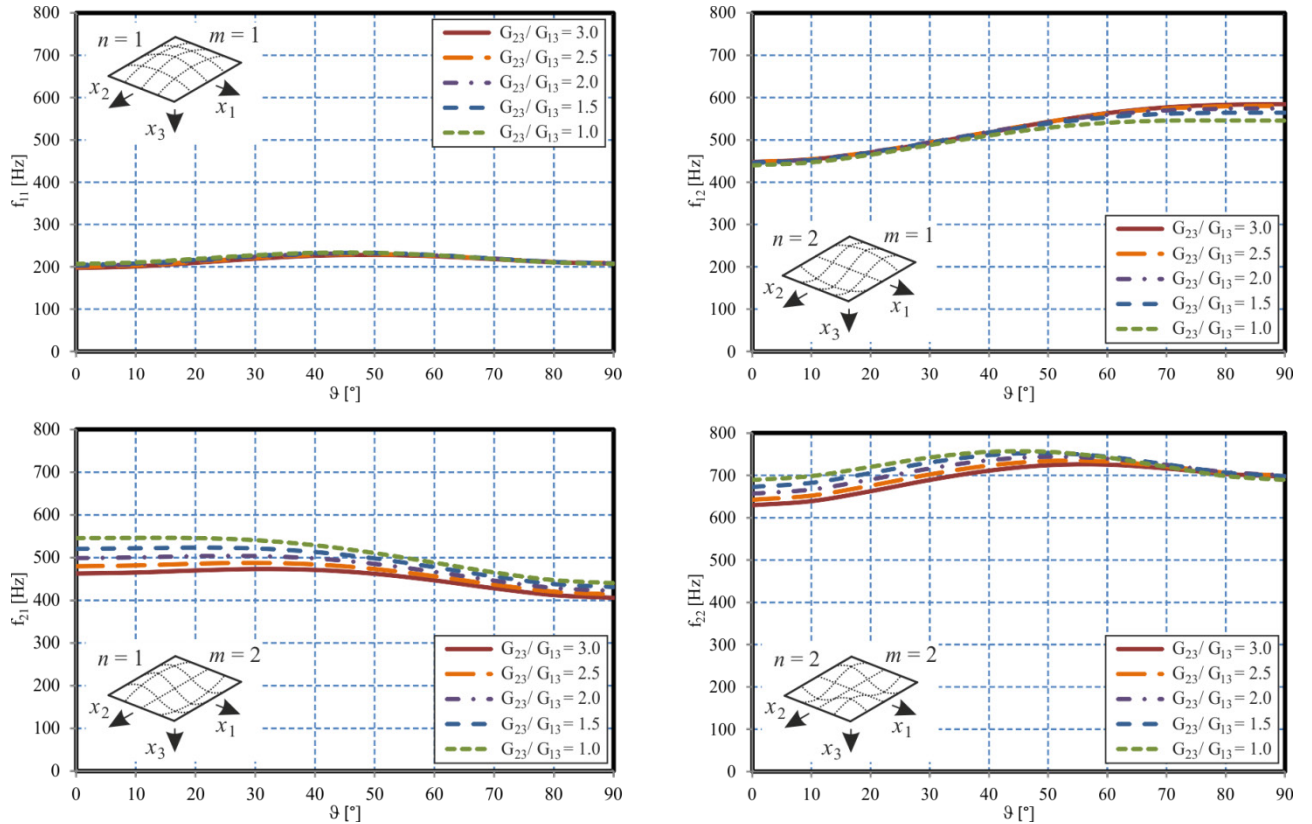 800
700
600
500
400
300
200
100
0
f₁₁ [Hz]
n = 1 m = 1
x₂ x₁
x₃
G₂₃/ G₁₃ = 3.0
G₂₃/ G₁₃ = 2.5
G₂₃/ G₁₃ = 2.0
G₂₃/ G₁₃ = 1.5
G₂₃/ G₁₃ = 1.0
0 10 20 30 40 50 60 70 80 90
ϑ [°]
800
700
600
500
400
300
200
100
0
f₁₂ [Hz]
n = 2 m = 1
x₂ x₁
x₃
G₂₃/ G₁₃ = 3.0
G₂₃/ G₁₃ = 2.5
G₂₃/ G₁₃ = 2.0
G₂₃/ G₁₃ = 1.5
G₂₃/ G₁₃ = 1.0
0 10 20 30 40 50 60 70 80 90
ϑ [°]
800
700
600
500
400
300
200
100
0
f₂₁ [Hz]
n = 1 m = 2
x₂ x₁
x₃
G₂₃/ G₁₃ = 3.0
G₂₃/ G₁₃ = 2.5
G₂₃/ G₁₃ = 2.0
G₂₃/ G₁₃ = 1.5
G₂₃/ G₁₃ = 1.0
0 10 20 30 40 50 60 70 80 90
ϑ [°]
800
700
600
500
400
300
200
100
0
f₂₂ [Hz]
n = 2 m = 2
x₂ x₁
x₃
G₂₃/ G₁₃ = 3.0
G₂₃/ G₁₃ = 2.5
G₂₃/ G₁₃ = 2.0
G₂₃/ G₁₃ = 1.5
G₂₃/ G₁₃ = 1.0
0 10 20 30 40 50 60 70 80 90
ϑ [°]